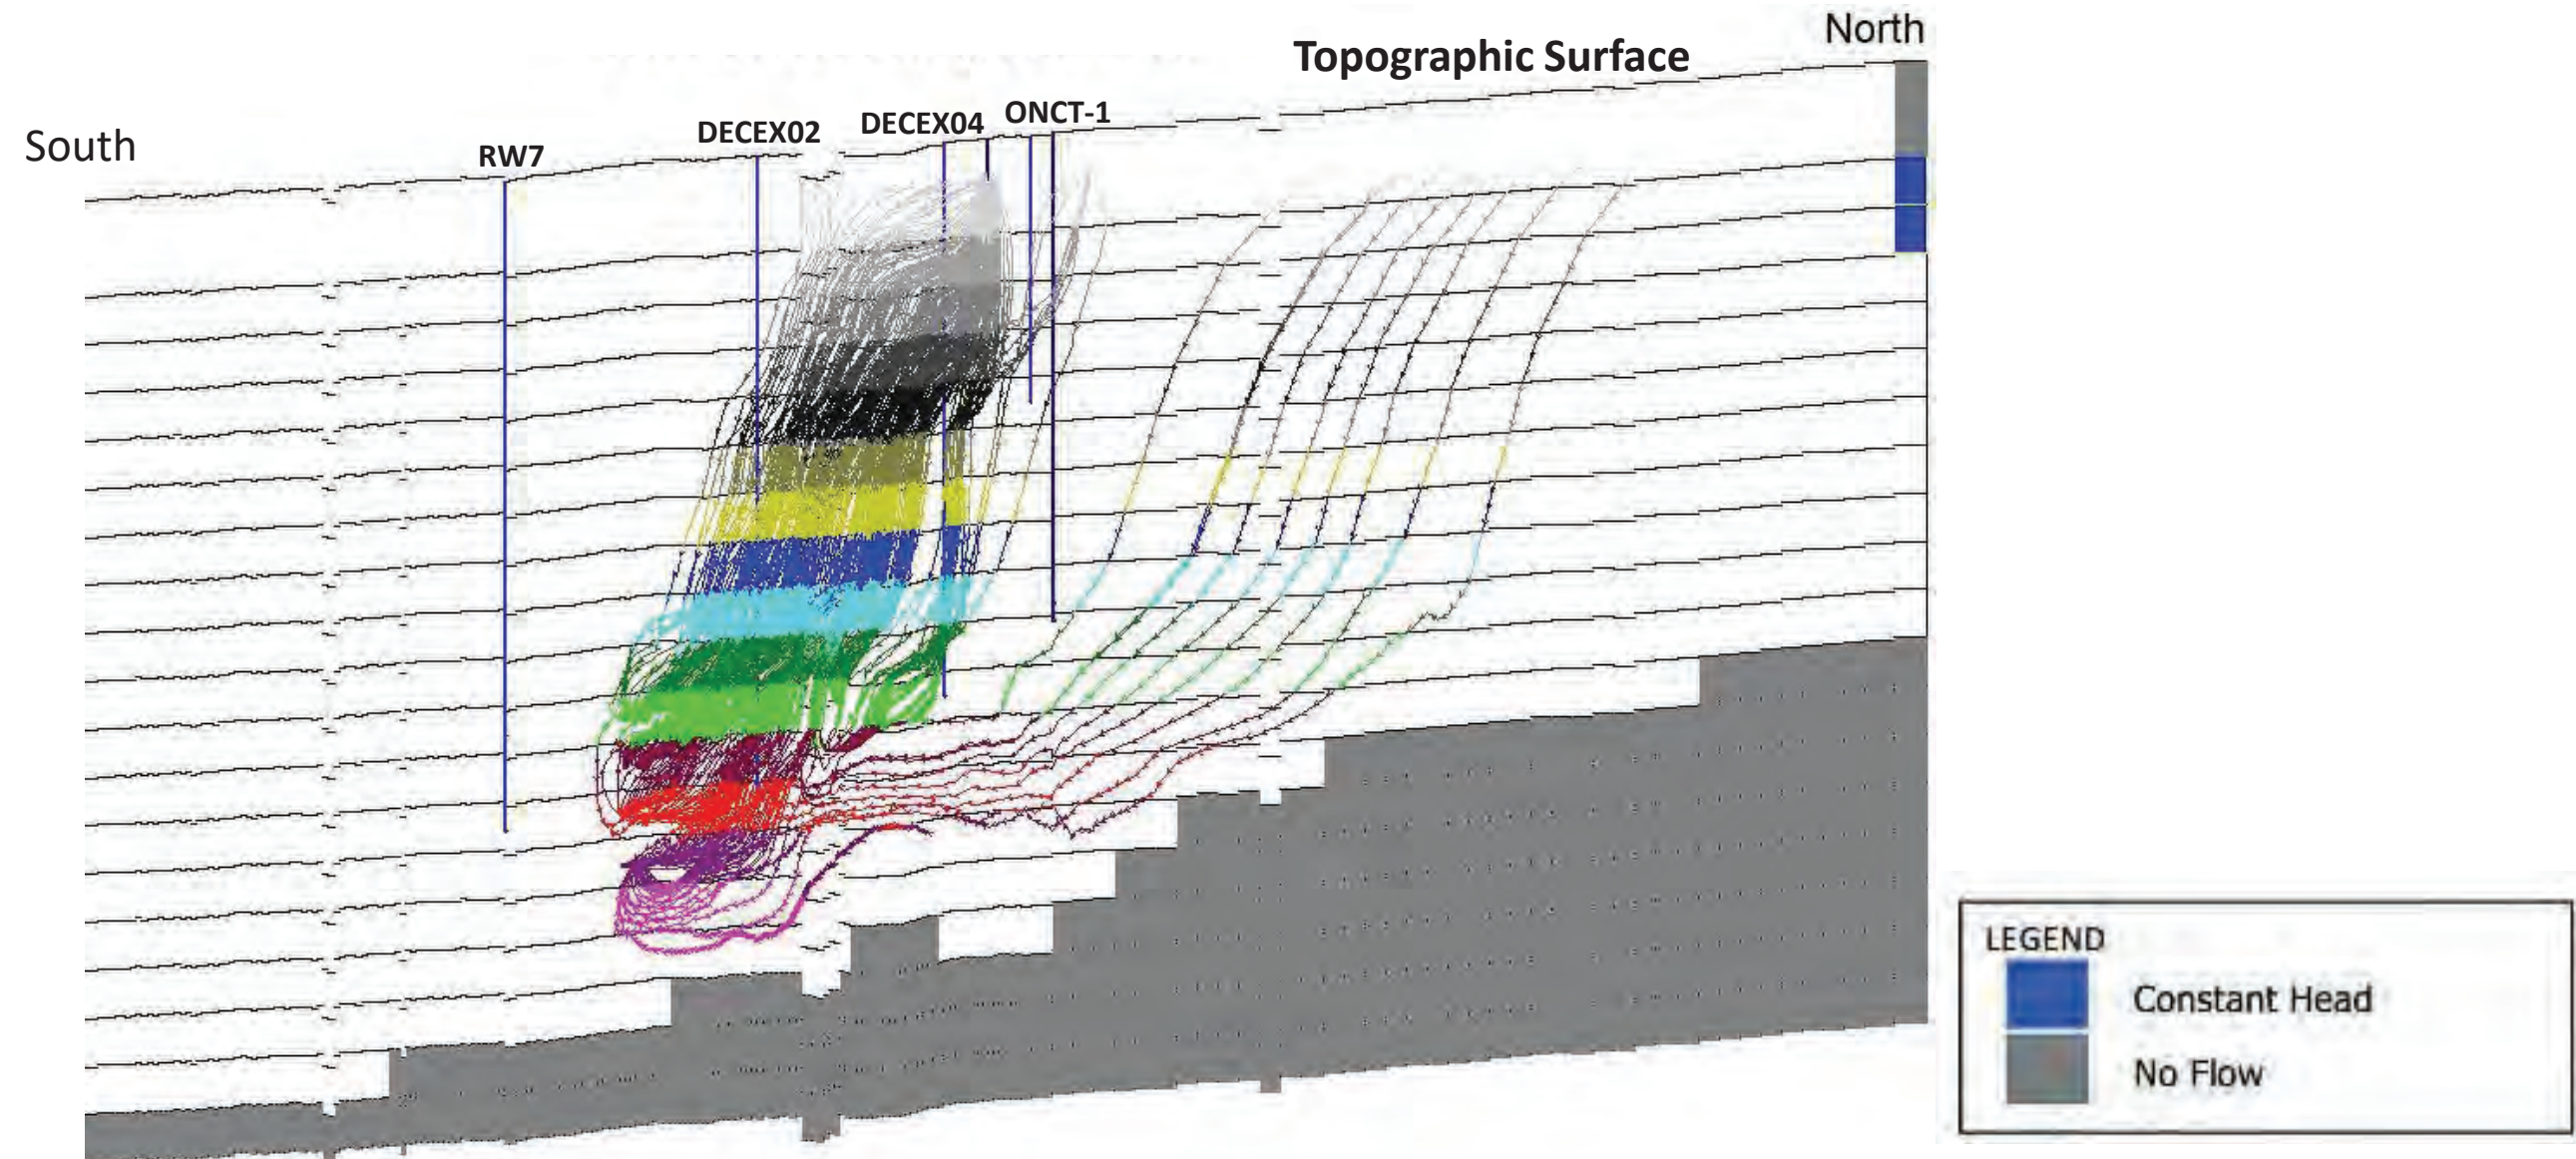 North
Topographic Surface
South
RW7
DECEX02
DECEX04
ONCT-1
LEGEND
Constant Head
No Flow